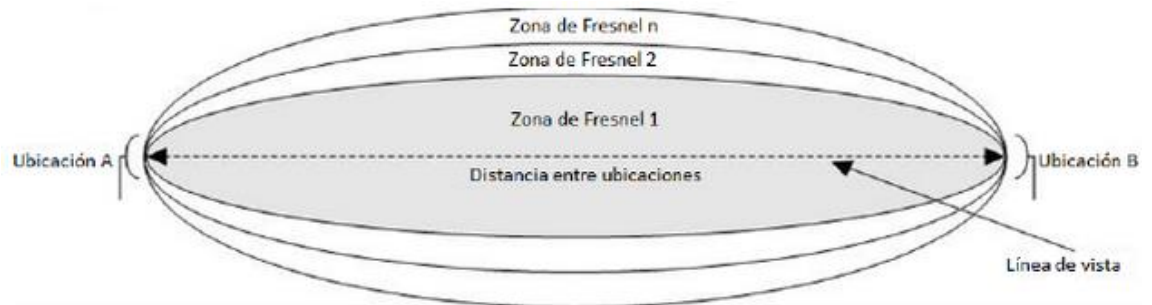 Zona de Fresnel n
Zona de Fresnel 2
Zona de Fresnel 1
Ubicación A
Ubicación B
Distancia entre ubicaciones
Línea de vista